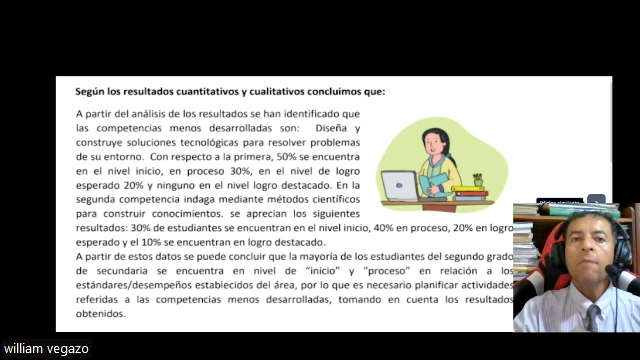 Según los resultados cuantitativos y cualitativos concluimos que:
A partir del análisis de los resultados se han identificado que
las competencias menos desarrolladas son: Diseña y
construye soluciones tecnológicas para resolver problemas
de su entorno. Con respecto a la primera, 50% se encuentra
en el nivel inicio, en proceso 30%, en el nivel de logro
esperado 20% y ninguno en el nivel logro destacado. En la
segunda competencia indaga mediante métodos científicos
para construir conocimientos. se aprecian los siguientes
resultados: 30% de estudiantes se encuentran en el nivel inicio, 40% en proceso, 20% en logro
esperado y el 10% se encuentran en logro destacado.
A partir de estos datos se puede concluir que la mayoría de los estudiantes del segundo grado
de secundaria se encuentra en nivel de “inicio” y “proceso” en relación a los
estándares/desempeños establecidos del área, por lo que es necesario planificar actividades
referidas a las competencias menos desarrolladas, tomando en cuenta los resultados
obtenidos.
william vegazo